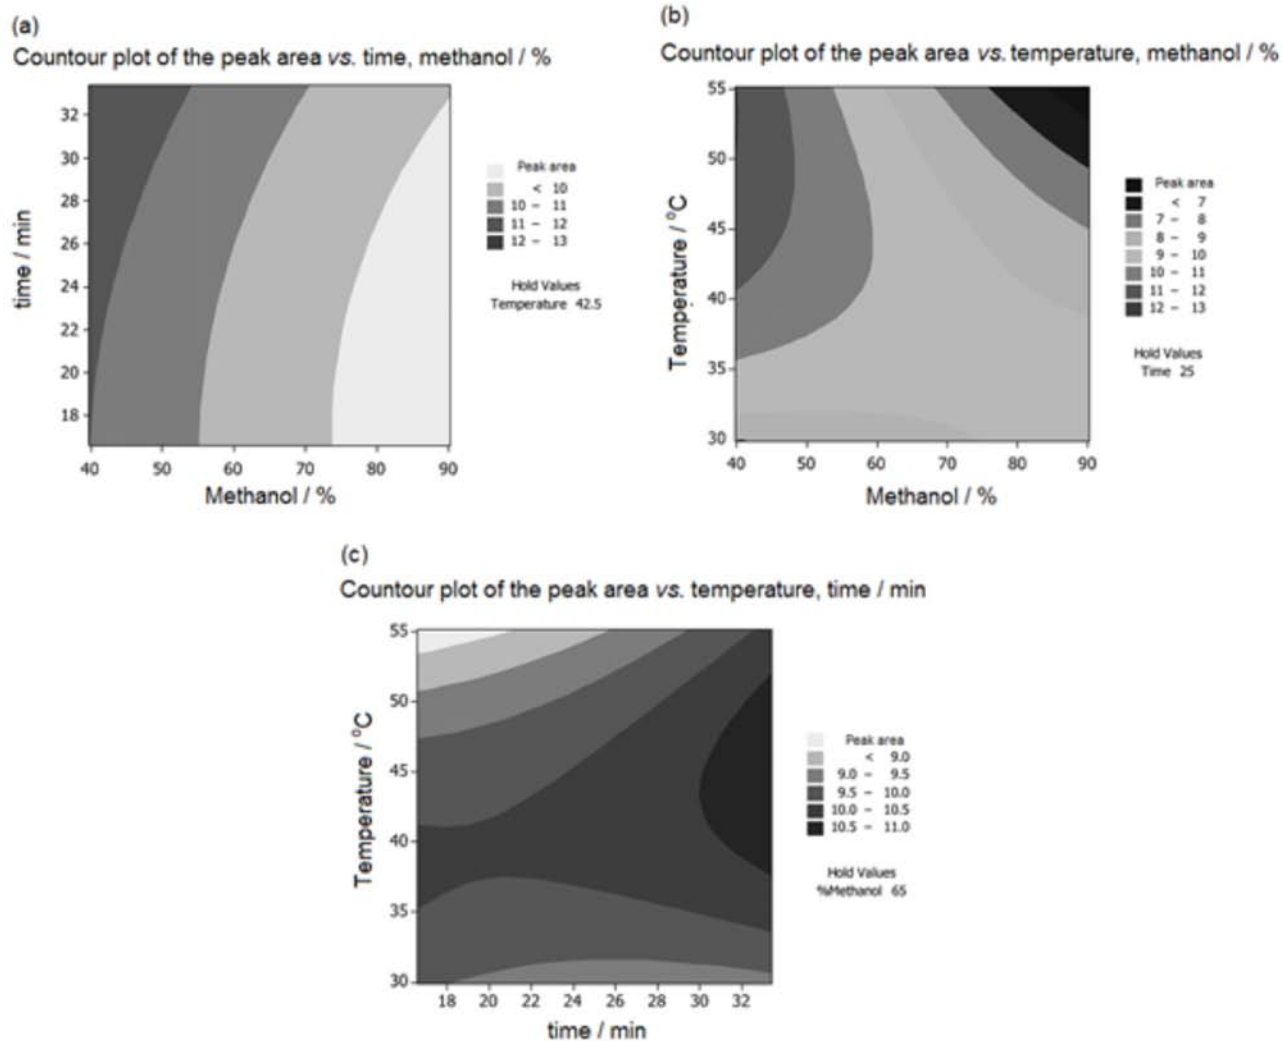 (a)
Countour plot of the peak area vs. time, methanol / %
32
30
28
26
24
22
20
18
time / min
40 50 60 70 80 90
Methanol / %
Peak area
< 10
10 – 11
11 – 12
12 – 13
Hold Values
Temperature 42.5
(b)
Countour plot of the peak area vs. temperature, methanol / %
55
50
45
40
35
30
Temperature / °C
40 50 60 70 80 90
Methanol / %
Peak area
< 7
7 – 8
8 – 9
9 – 10
10 – 11
11 – 12
12 – 13
Hold Values
Time 25
(c)
Countour plot of the peak area vs. temperature, time / min
55
50
45
40
35
30
Temperature / °C
18 20 22 24 26 28 30 32
time / min
Peak area
< 9.0
9.0 – 9.5
9.5 – 10.0
10.0 – 10.5
10.5 – 11.0
Hold Values
%Methanol 65